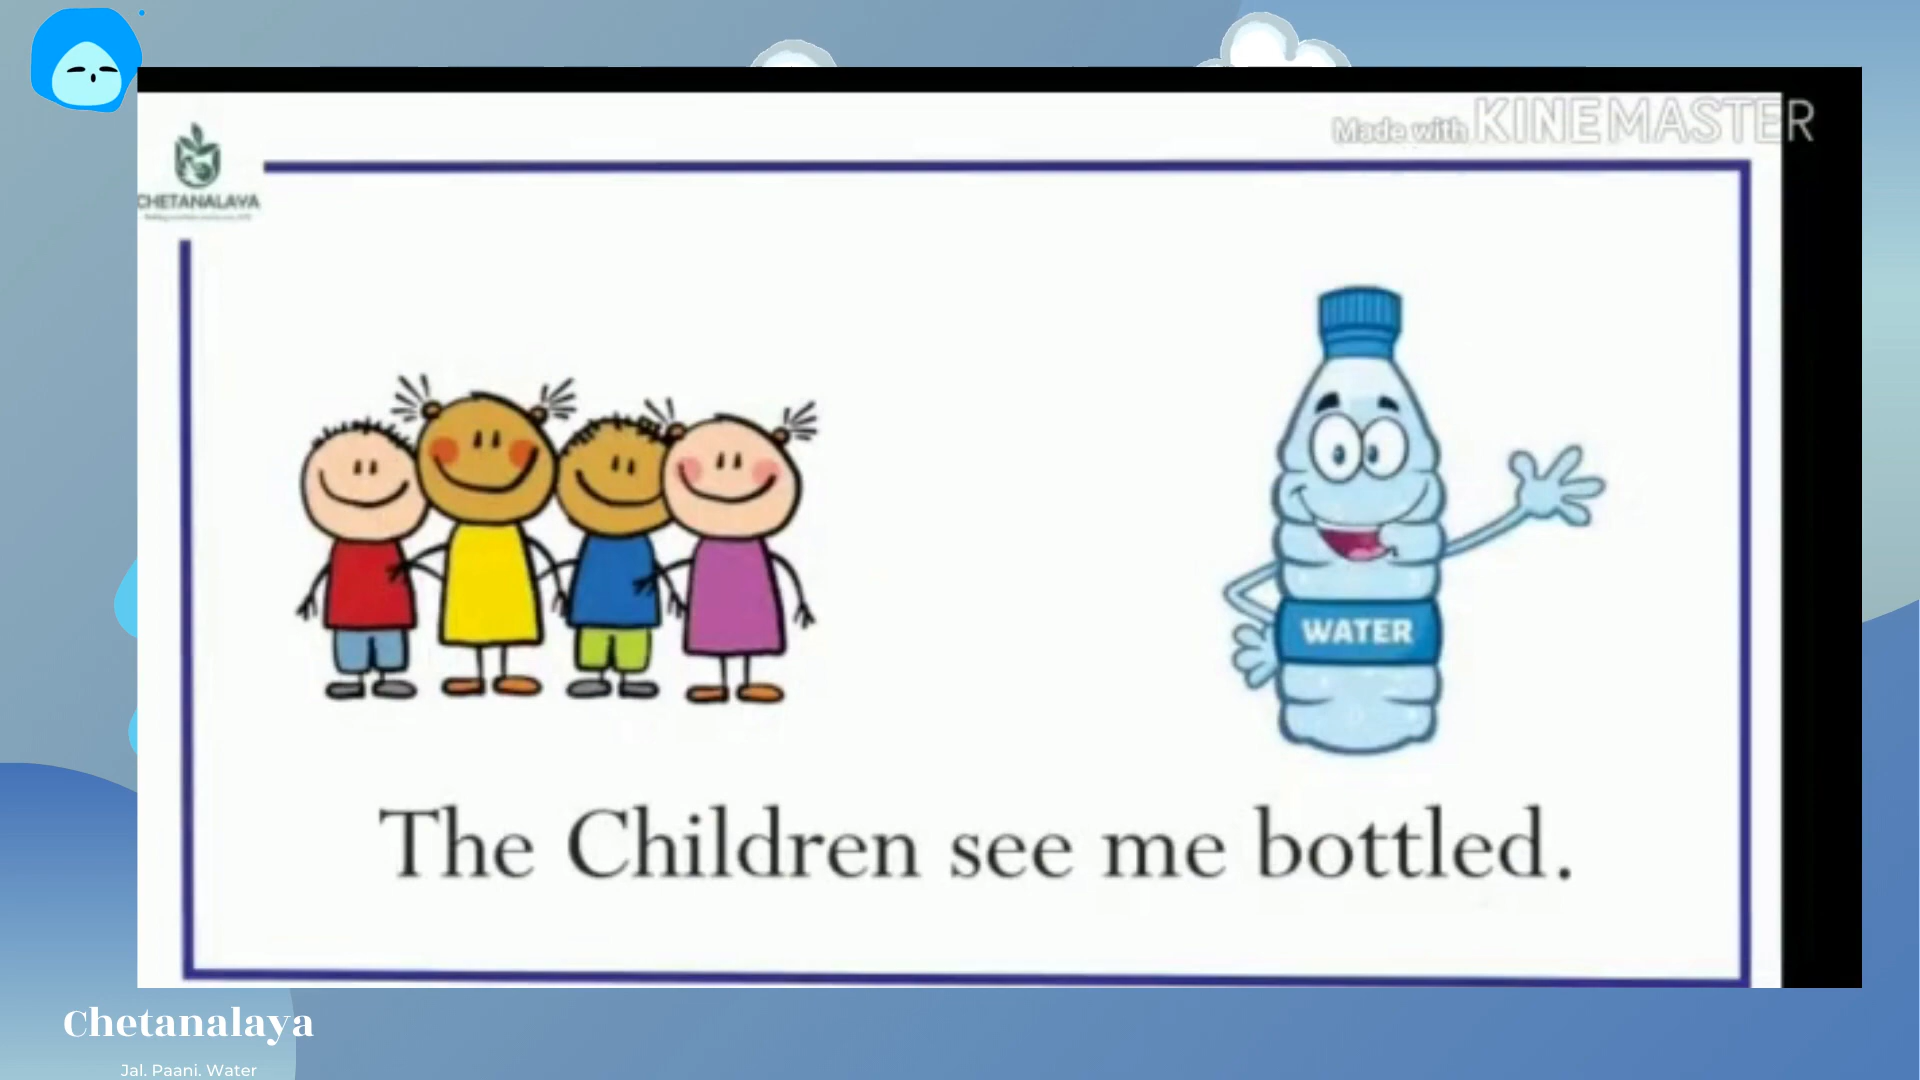 Made with KINEMASTER
CHETANALAYA
WATER
The Children see me bottled.
Chetanalaya
Jal. Paani. Water